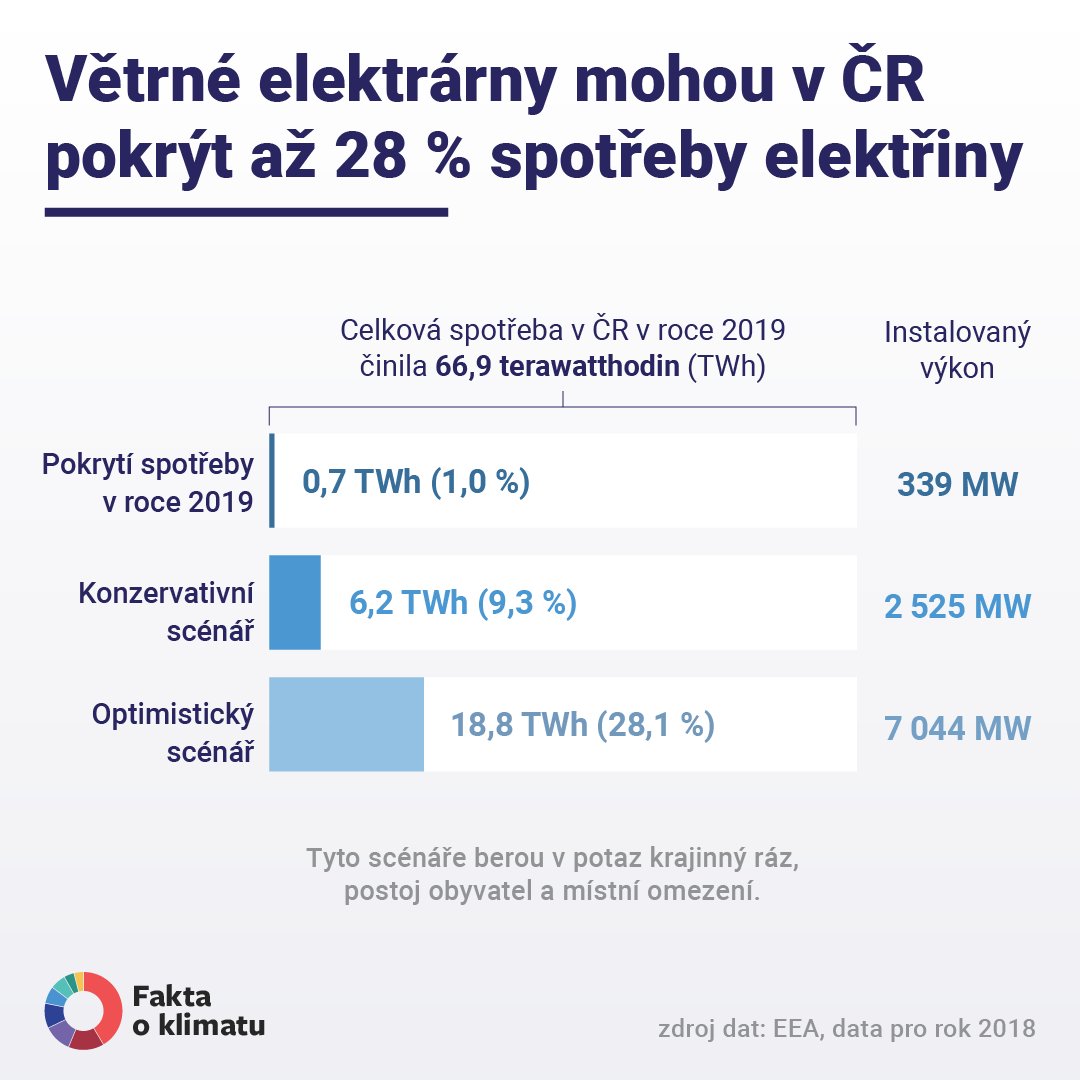 Větrné elektrárny mohou v ČR
pokrýt až 28 % spotřeby elektřiny
Celková spotřeba v ČR v roce 2019
činila 66,9 terawatthodin (TWh)
Instalovaný
výkon
Pokrytí spotřeby
v roce 2019
0,7 TWh (1,0 %)
339 MW
Konzervativní
scénář
6,2 TWh (9,3 %)
2 525 MW
Optimistický
scénář
18,8 TWh (28,1 %)
7 044 MW
Tyto scénáře berou v potaz krajinný ráz,
postoj obyvatel a místní omezení.
Fakta
o klimatu
zdroj dat: EEA, data pro rok 2018